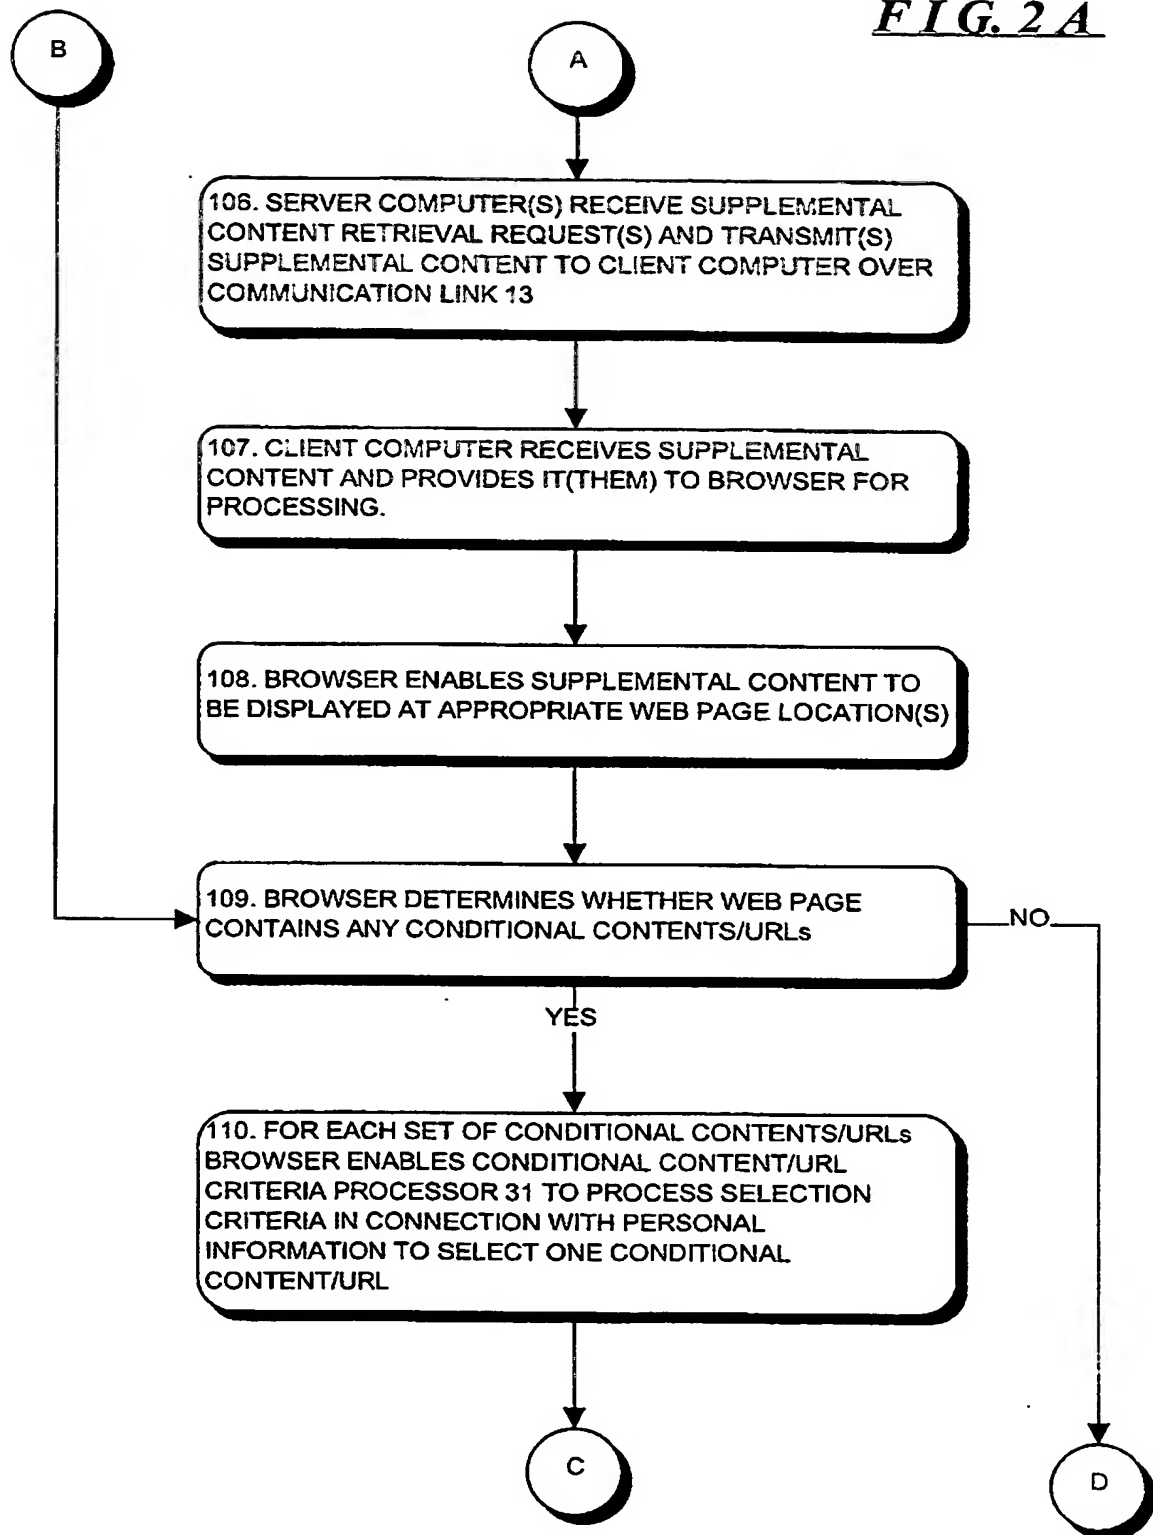 FIG. 2A
B
A
106. SERVER COMPUTER(S) RECEIVE SUPPLEMENTAL
CONTENT RETRIEVAL REQUEST(S) AND TRANSMIT(S)
SUPPLEMENTAL CONTENT TO CLIENT COMPUTER OVER
COMMUNICATION LINK 13
107. CLIENT COMPUTER RECEIVES SUPPLEMENTAL
CONTENT AND PROVIDES IT(THEM) TO BROWSER FOR
PROCESSING.
108. BROWSER ENABLES SUPPLEMENTAL CONTENT TO
BE DISPLAYED AT APPROPRIATE WEB PAGE LOCATION(S)
109. BROWSER DETERMINES WHETHER WEB PAGE
CONTAINS ANY CONDITIONAL CONTENTS/URLs
NO
YES
110. FOR EACH SET OF CONDITIONAL CONTENTS/URLs
BROWSER ENABLES CONDITIONAL CONTENT/URL
CRITERIA PROCESSOR 31 TO PROCESS SELECTION
CRITERIA IN CONNECTION WITH PERSONAL
INFORMATION TO SELECT ONE CONDITIONAL
CONTENT/URL
C
D